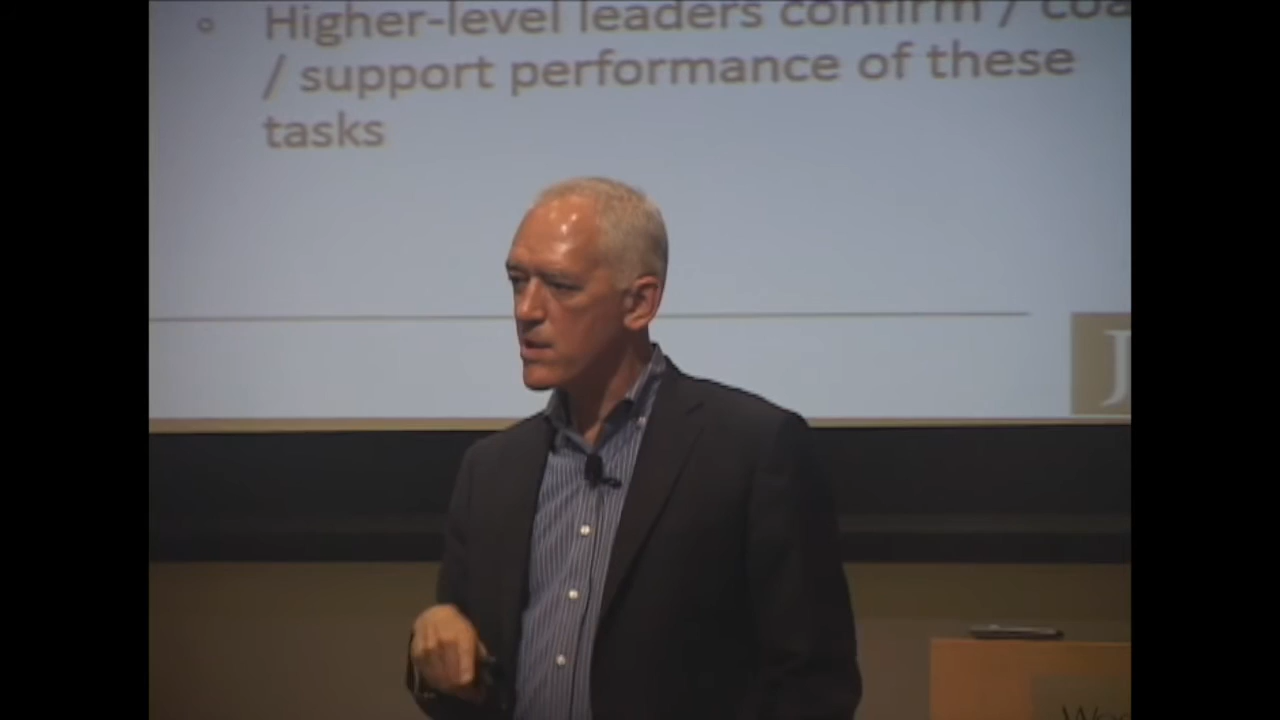 Higher-level leaders confirm /
/ support performance of these
tasks
J